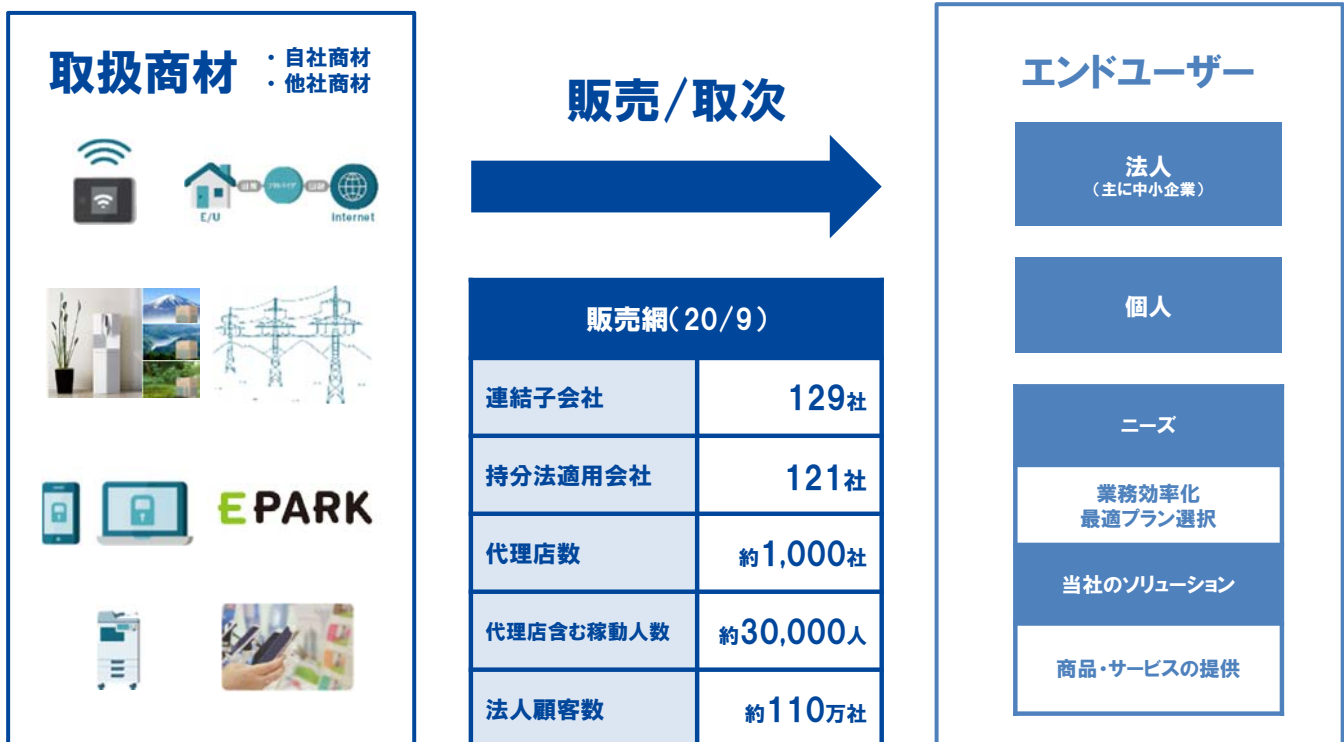 取扱商材
・自社商材
・他社商材
E/U
Internet
EPARK
販売/取次
販売網(20/9)
連結子会社 129社
持分法適用会社 121社
代理店数 約1,000社
代理店含む稼動人数 約30,000人
法人顧客数 約110万社
エンドユーザー
法人
(主に中小企業)
個人
ニーズ
業務効率化
最適プラン選択
当社のソリューション
商品・サービスの提供